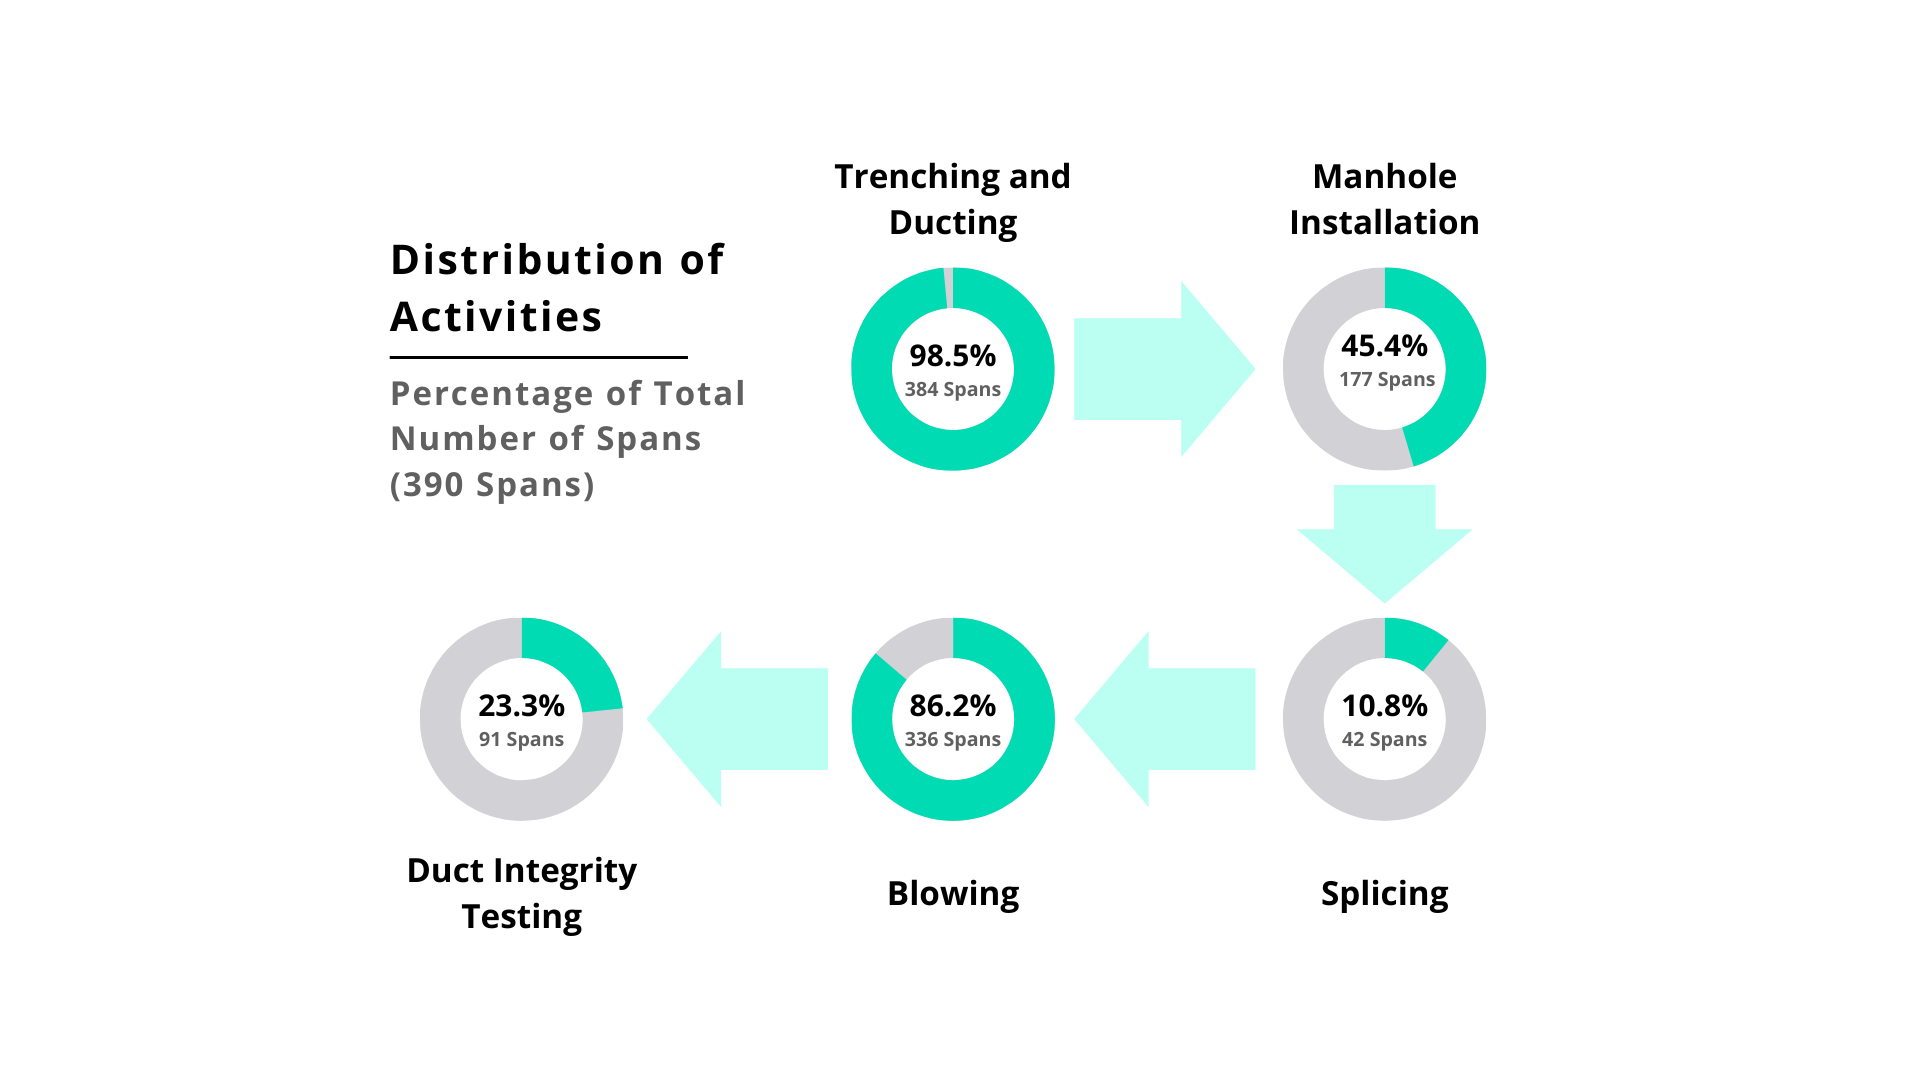 Distribution of
Activities
Percentage of Total
Number of Spans
(390 Spans)
Trenching and
Ducting
98.5%
384 Spans
Manhole
Installation
45.4%
177 Spans
10.8%
42 Spans
Splicing
86.2%
336 Spans
Blowing
23.3%
91 Spans
Duct Integrity
Testing